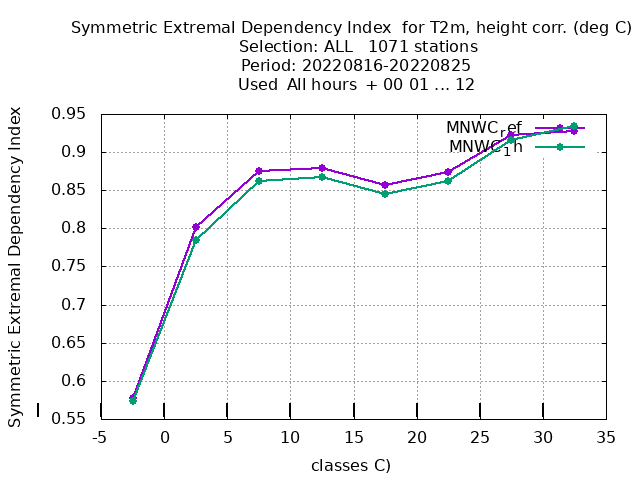 Symmetric Extremal Dependency Index  for T2m, height corr. (deg C)
Selection: ALL   1071 stations
Period: 20220816-20220825
Used  All hours  + 00 01 ... 12
Symmetric Extremal Dependency Index
0.95
0.9
0.85
0.8
0.75
0.7
0.65
0.6
0.55
MNWC_ref
MNWC_1h
-5 0 5 10 15 20 25 30 35
classes C)